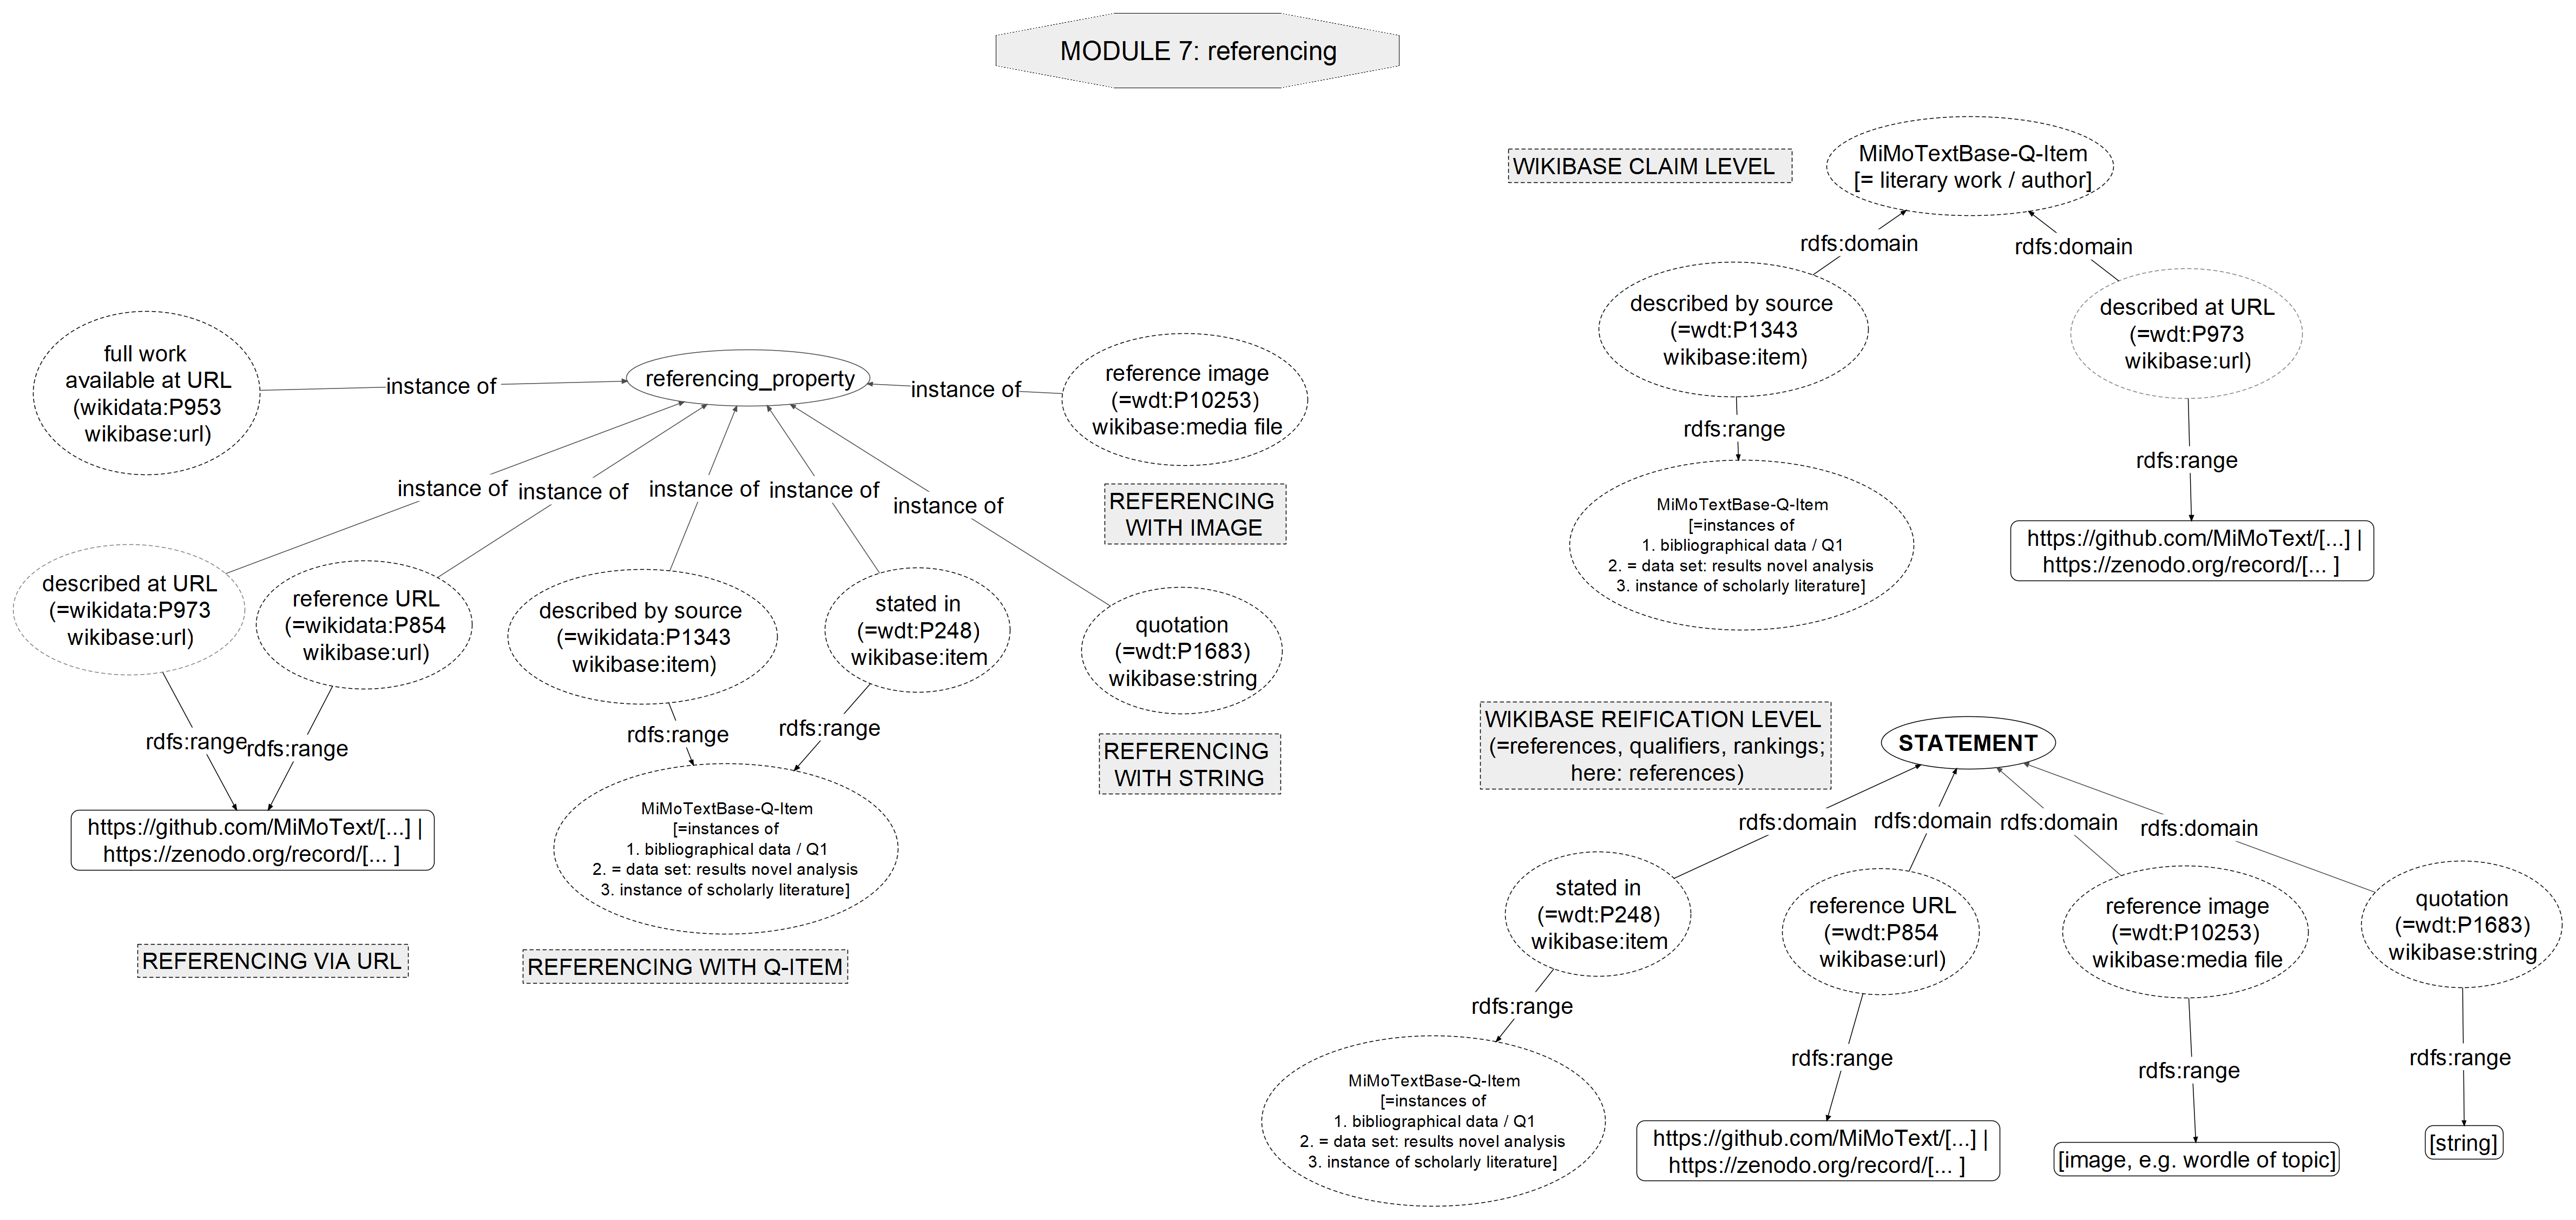 MODULE 7: referencing
full work
available at URL
(wikidata:P953
wikibase:url)
instance of
referencing_property
instance of
reference image
(=wdt:P10253)
wikibase:media file
REFERENCING
WITH IMAGE
instance of
instance of
instance of
instance of
instance of
described at URL
(=wikidata:P973
wikibase:url)
reference URL
(=wikidata:P854
wikibase:url)
described by source
(=wikidata:P1343
wikibase:item)
stated in
(=wdt:P248)
wikibase:item
quotation
(=wdt:P1683)
wikibase:string
rdfs:range
rdfs:range
rdfs:range
rdfs:range
REFERENCING
WITH STRING
https://github.com/MiMoText/[...] |
https://zenodo.org/record/[... ]
MiMoTextBase-Q-Item
[=instances of
1. bibliographical data / Q1
2. = data set: results novel analysis
3. instance of scholarly literature]
REFERENCING VIA URL
REFERENCING WITH Q-ITEM
WIKIBASE CLAIM LEVEL
MiMoTextBase-Q-Item
[= literary work / author]
rdfs:domain
rdfs:domain
described by source
(=wdt:P1343
wikibase:item)
described at URL
(=wdt:P973
wikibase:url)
rdfs:range
rdfs:range
MiMoTextBase-Q-Item
[=instances of
1. bibliographical data / Q1
2. = data set: results novel analysis
3. instance of scholarly literature]
https://github.com/MiMoText/[...] |
https://zenodo.org/record/[... ]
WIKIBASE REIFICATION LEVEL
(=references, qualifiers, rankings;
here: references)
STATEMENT
rdfs:domain
rdfs:domain
rdfs:domain
rdfs:domain
stated in
(=wdt:P248)
wikibase:item
reference URL
(=wdt:P854
wikibase:url)
reference image
(=wdt:P10253)
wikibase:media file
quotation
(=wdt:P1683)
wikibase:string
rdfs:range
rdfs:range
rdfs:range
rdfs:range
MiMoTextBase-Q-Item
[=instances of
1. bibliographical data / Q1
2. = data set: results novel analysis
3. instance of scholarly literature]
https://github.com/MiMoText/[...] |
https://zenodo.org/record/[... ]
[image, e.g. wordle of topic]
[string]